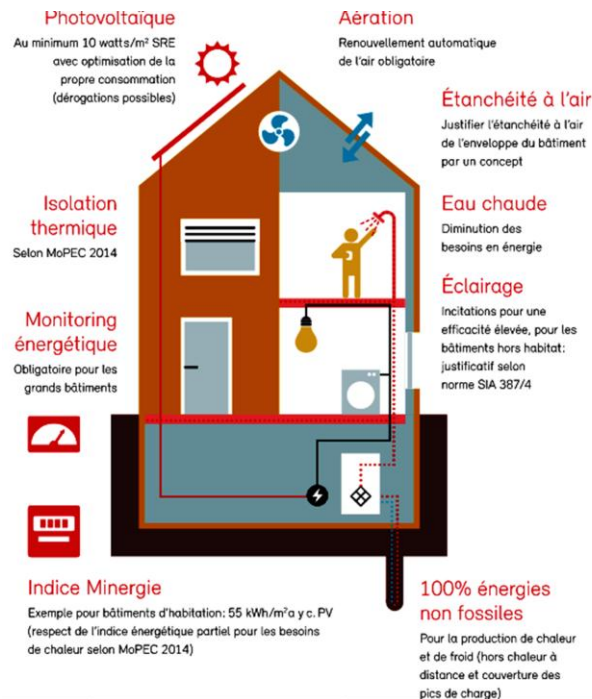 Photovoltaïque
Au minimum 10 watts/m² SRE
avec optimisation de la
propre consommation
(dérogations possibles)
Aération
Renouvellement automatique
de l'air obligatoire
Étanchéité à l'air
Justifier l'étanchéité à l'air
de l'enveloppe du bâtiment
par un concept
Isolation
thermique
Selon MoPEC 2014
Eau chaude
Diminution des
besoins en énergie
Éclairage
Incitations pour une
efficacité élevée, pour les
bâtiments hors habitat:
justificatif selon
norme SIA 387/4
Monitoring
énergétique
Obligatoire pour les
grands bâtiments
Indice Minergie
Exemple pour bâtiments d'habitation: 55 kWh/m²a y c. PV
(respect de l'indice énergétique partiel pour les besoins
de chaleur selon MoPEC 2014)
100% énergies
non fossiles
Pour la production de chaleur
et de froid (hors chaleur à
distance et couverture des
pics de charge)